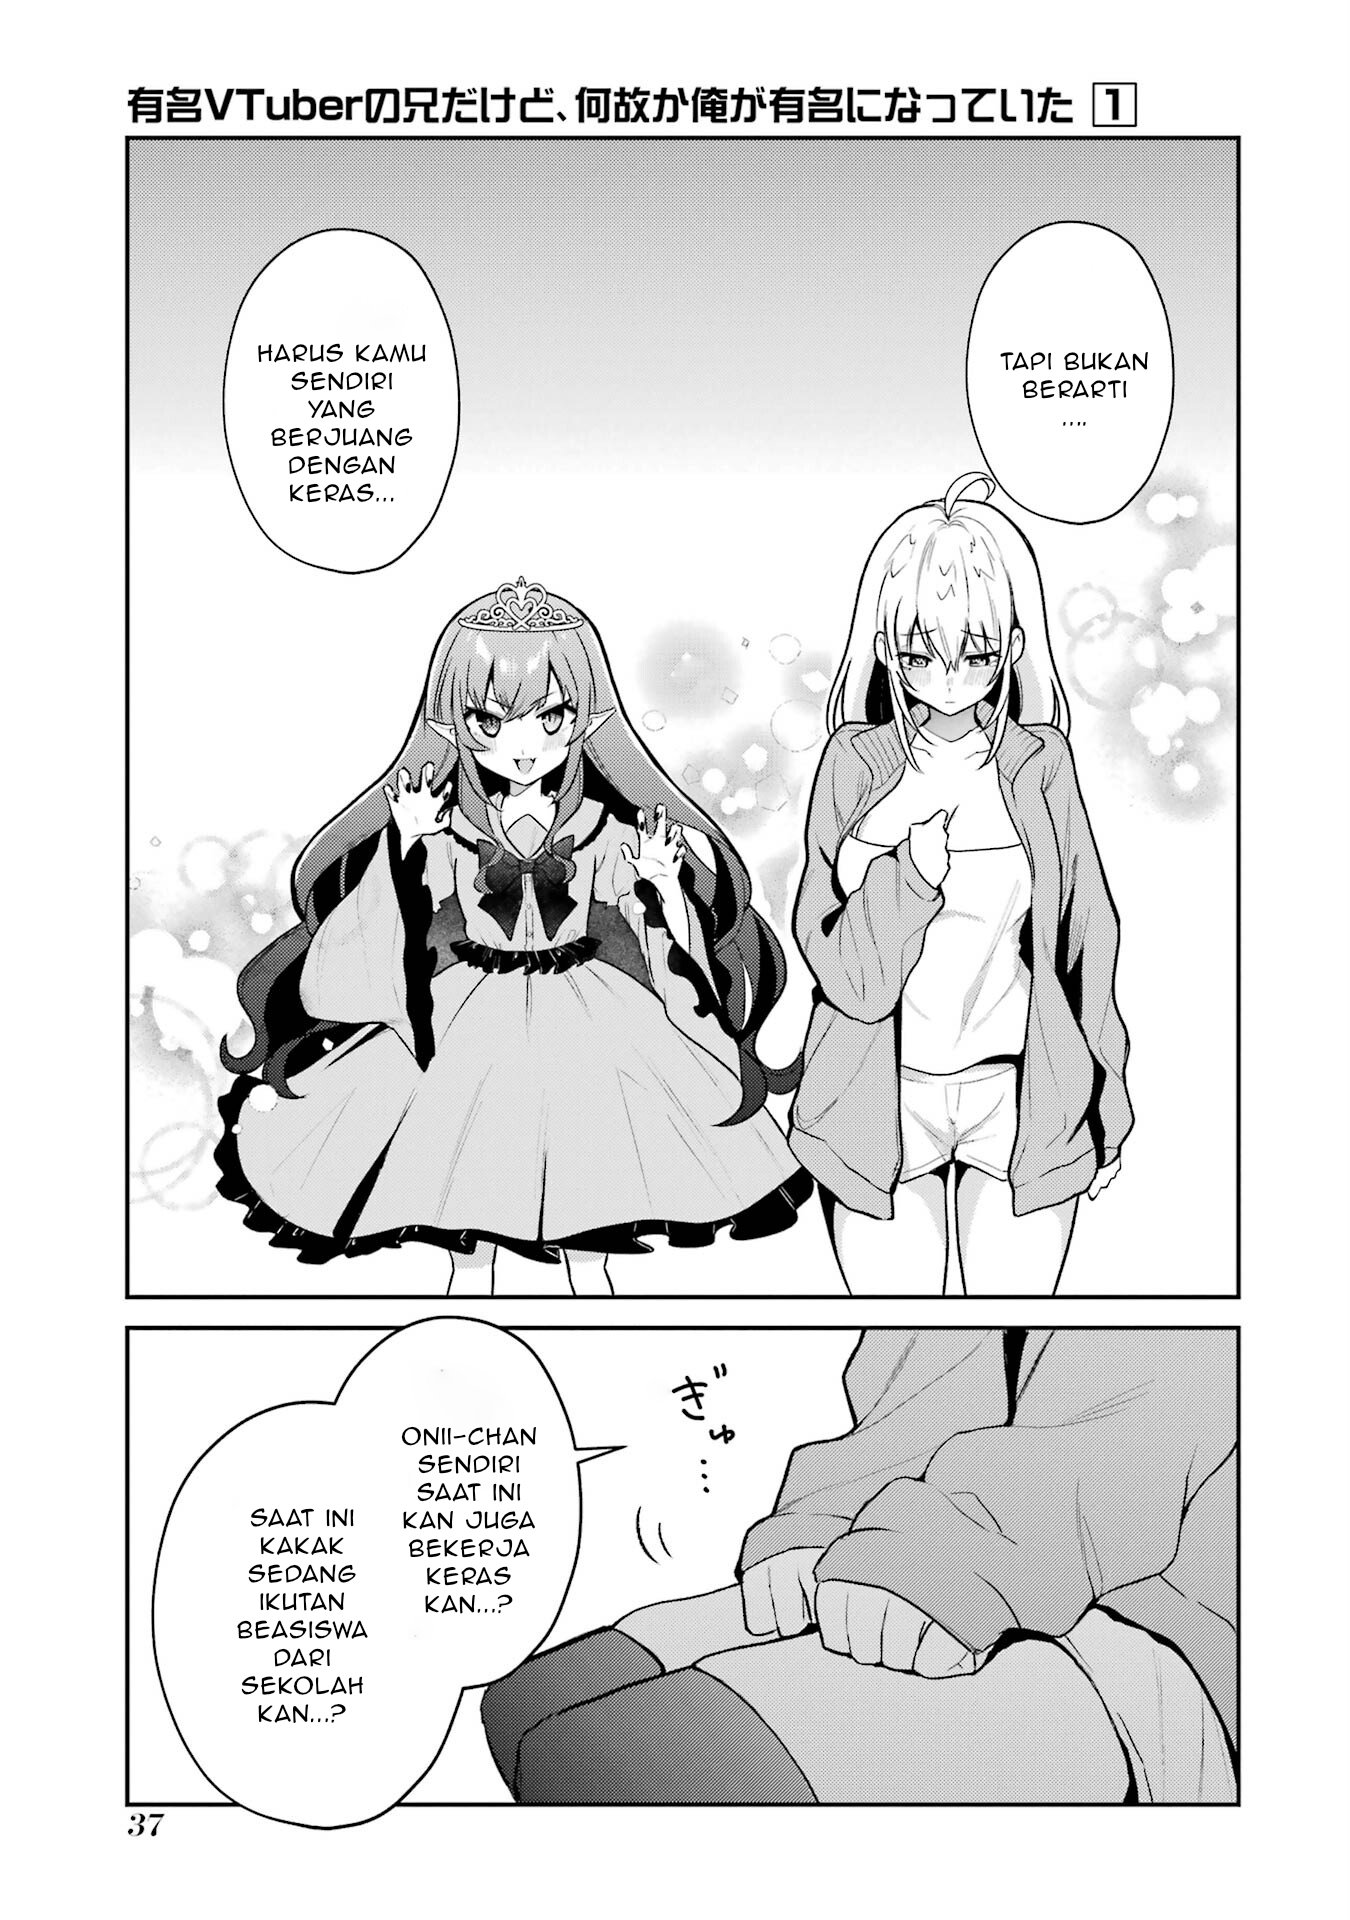 有名VTuberの兄だけど、何故か俺が有名になっていた 1
TAPI BUKAN
BERARTI
....
HARUS KAMU
SENDIRI
YANG
BERJUANG
DENGAN
KERAS...
ぎゅ…
ONII-CHAN
SENDIRI
SAAT INI
KAN JUGA
BEKERJA
KERAS
KAN...?
SAAT INI
KAKAK
SEDANG
IKUTAN
BEASISWA
DARI
SEKOLAH
KAN...?
37